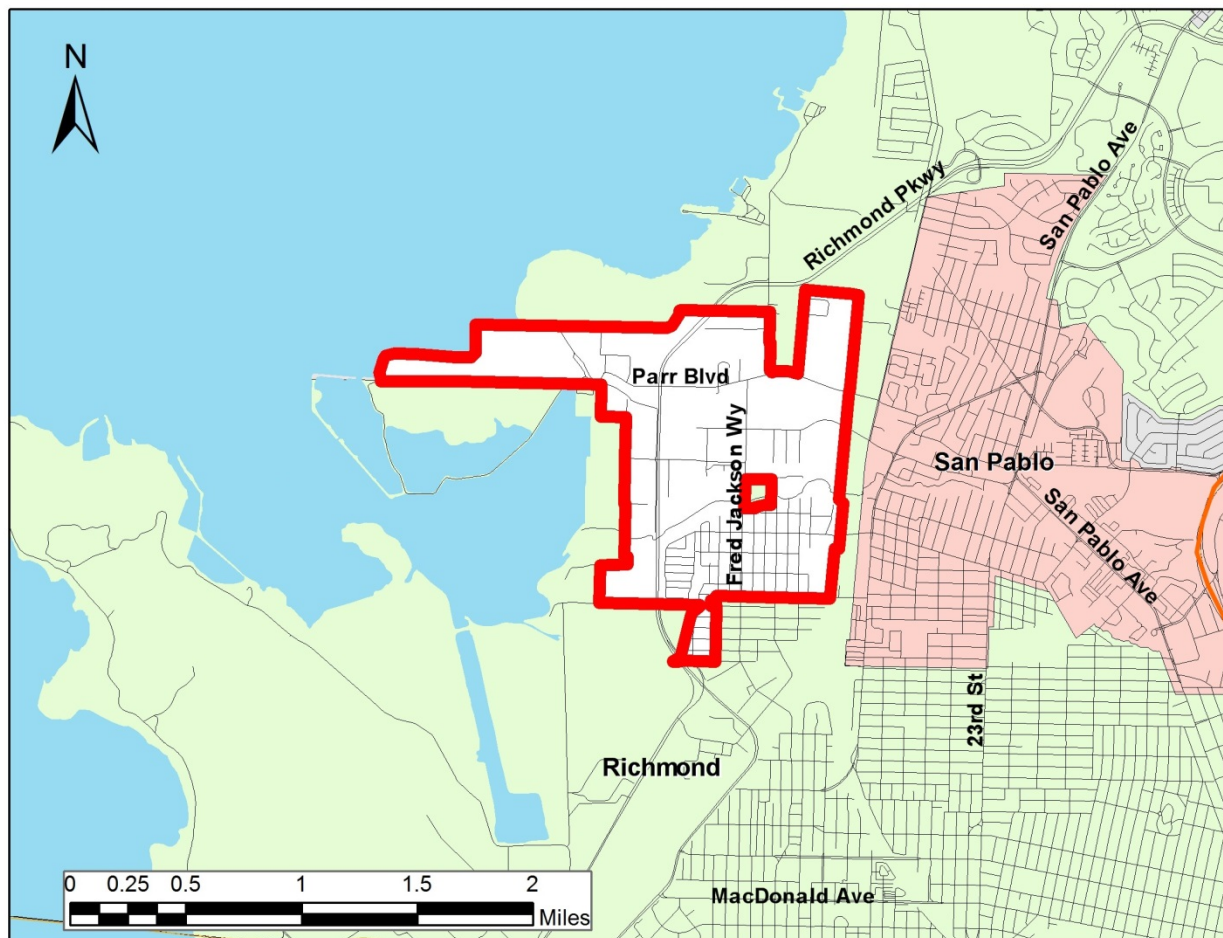 N
San Pablo Ave
Richmond Pkwy
Parr Blvd
Fred Jackson Wy
San Pablo
San Pablo Ave
23rd St
Richmond
0 0.25 0.5 1 1.5 2
Miles
MacDonald Ave